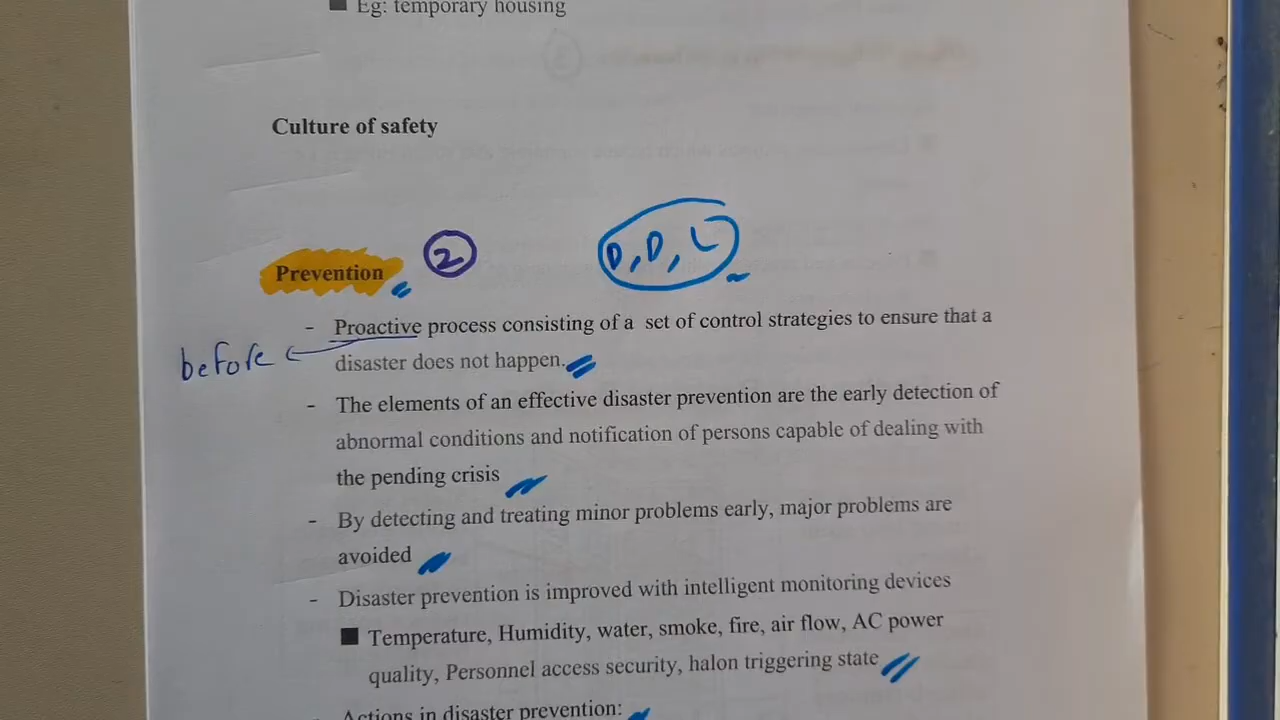 ■ Eg: temporary housing
Culture of safety
Prevention
2
D, D, L
- Proactive process consisting of a set of control strategies to ensure that a
before
disaster does not happen.
- The elements of an effective disaster prevention are the early detection of
abnormal conditions and notification of persons capable of dealing with
the pending crisis
- By detecting and treating minor problems early, major problems are
avoided
- Disaster prevention is improved with intelligent monitoring devices
■ Temperature, Humidity, water, smoke, fire, air flow, AC power
quality, Personnel access security, halon triggering state
- Actions in disaster prevention: